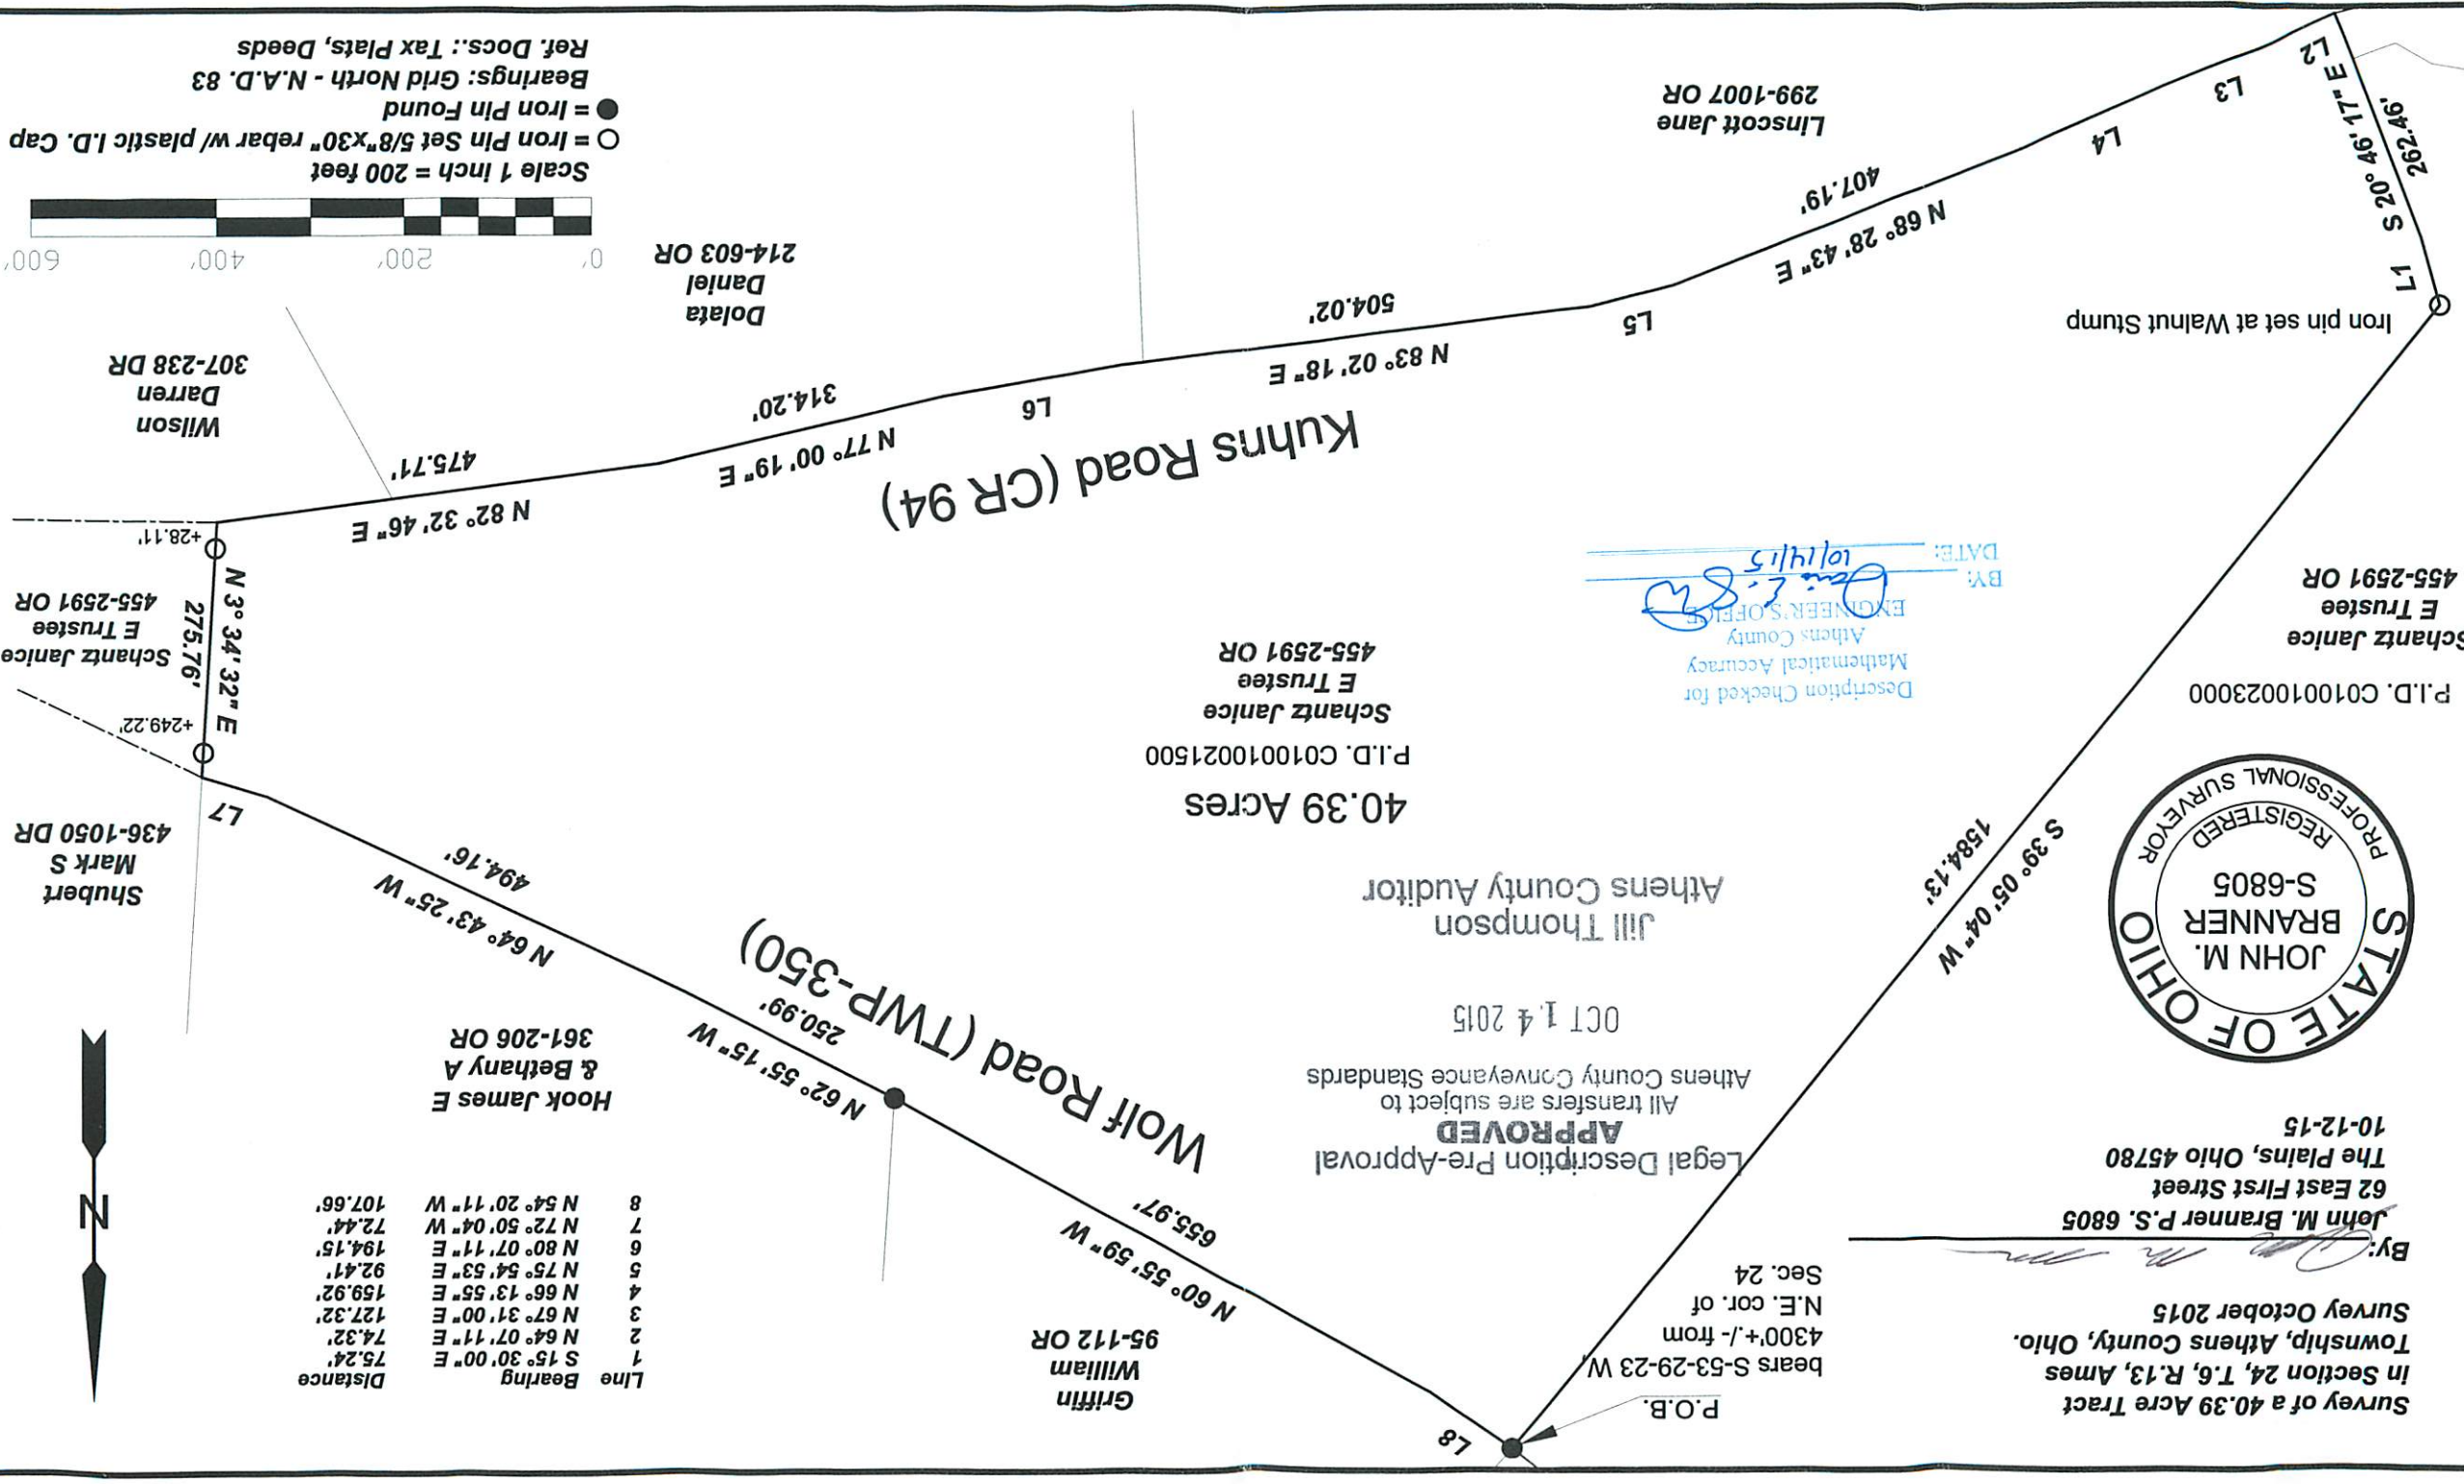 Survey of a 40.39 Acre Tract
in Section 24, T.6, R.13, Ames
Township, Athens County, Ohio.
Survey October 2015
By:
John M. Branner P.S. 6805
62 East First Street
The Plains, Ohio 45780
10-12-15
STATE OF OHIO
JOHN M.
BRANNER
S-6805
REGISTERED
PROFESSIONAL SURVEYOR
P.I.D. C010010023000
Schantz Janice
E Trustee
455-2591 OR
P.O.B.
bears S-53-29-23 W
4300'+/- from
N.E. cor. of
Sec. 24
L8
Griffin
William
95-112 OR
Line Bearing Distance
1 S 15° 30' 00" E 75.24'
2 N 64° 07' 11" E 74.32'
3 N 67° 31' 00" E 127.32'
4 N 66° 13' 55" E 159.92'
5 N 75° 54' 53" E 92.41'
6 N 80° 07' 11" E 194.15'
7 N 72° 50' 04" W 72.44'
8 N 54° 20' 11" W 107.66'
N
N 60° 55' 59" W
655.97'
Legal Description Pre-Approval
APPROVED
All transfers are subject to
Athens County Conveyance Standards
OCT 14 2015
Jill Thompson
Athens County Auditor
Wolf Road (TWP-350)
Hook James E
& Bethany A
361-206 OR
N 62° 55' 15" W
250.99'
N 64° 43' 25" W
494.16'
Shubert
Mark S
436-1050 DR
L7
S 39° 05' 04" W
1584.13'
40.39 Acres
P.I.D. C010010021500
Schantz Janice
E Trustee
455-2591 OR
Description Checked for
Mathematical Accuracy
Athens County
ENGINEER'S OFFICE
BY:
DATE: 10/14/15
+249.22'
N 3° 34' 32" E
275.76'
Schantz Janice
E Trustee
455-2591 OR
+28.11'
Kuhns Road (CR 94)
Iron pin set at Walnut Stump
L1
S 20° 46' 17" E
262.46'
L2
L3
L4
N 68° 28' 43" E
407.19'
L5
N 83° 02' 18" E
504.02'
L6
N 77° 00' 19" E
314.20'
N 82° 32' 46" E
475.71'
Wilson
Darren
307-238 DR
Dolata
Daniel
214-603 OR
Linscott Jane
299-1007 OR
0' 200' 400' 600'
Scale 1 inch = 200 feet
= Iron Pin Set 5/8"x30" rebar w/ plastic I.D. Cap
= Iron Pin Found
Bearings: Grid North - N.A.D. 83
Ref. Docs.: Tax Plats, Deeds